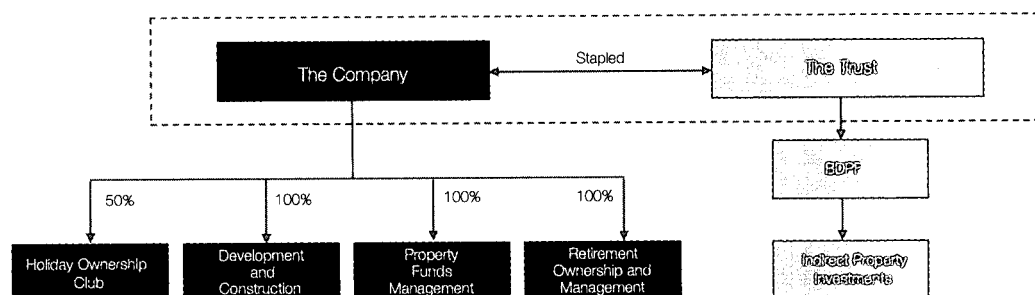 The Company
Stapled
The Trust
BDPF
50%
100%
100%
100%
Holiday Ownership
Club
Development
and
Construction
Property
Funds
Management
Retirement
Ownership and
Management
Indirect Property
Investments